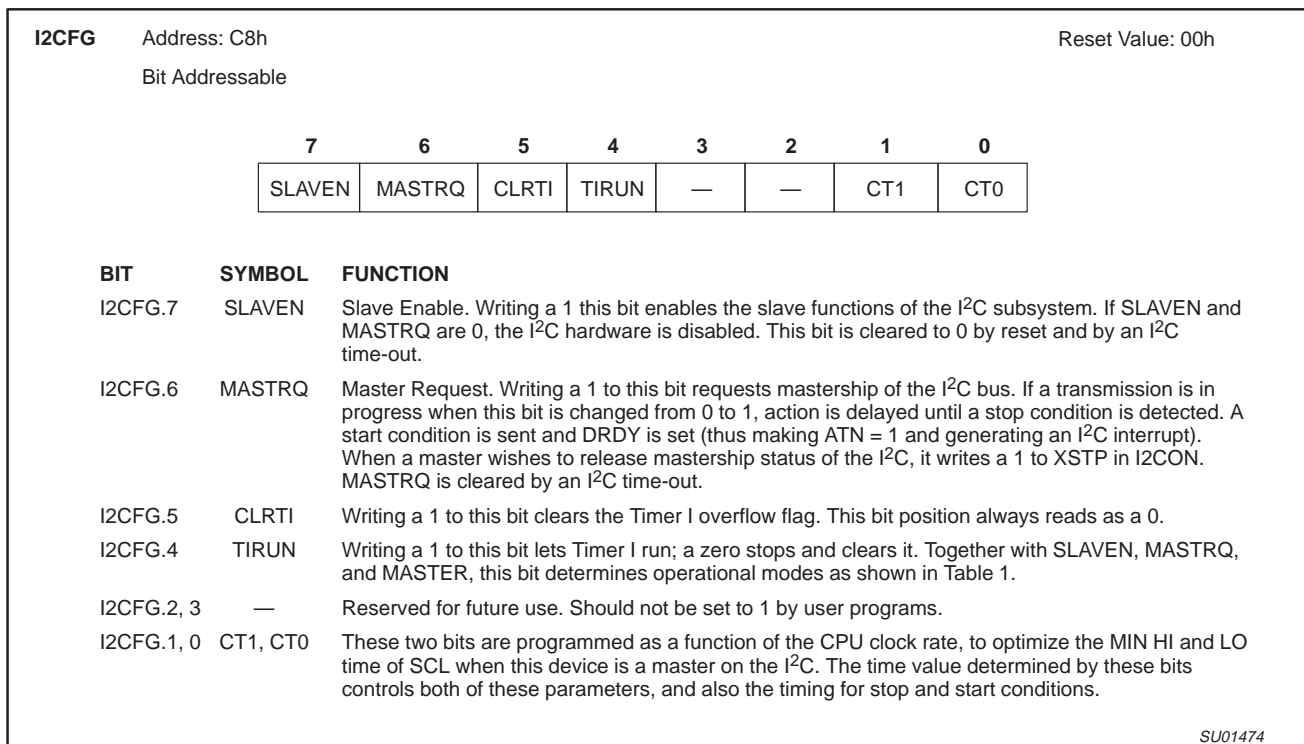 I2CFG Address: C8h Reset Value: 00h
Bit Addressable
7 6 5 4 3 2 1 0
SLAVEN MASTRQ CLRTI TIRUN — — CT1 CT0
BIT SYMBOL FUNCTION
I2CFG.7 SLAVEN Slave Enable. Writing a 1 this bit enables the slave functions of the I2C subsystem. If SLAVEN and
MASTRQ are 0, the I2C hardware is disabled. This bit is cleared to 0 by reset and by an I2C
time-out.
I2CFG.6 MASTRQ Master Request. Writing a 1 to this bit requests mastership of the I2C bus. If a transmission is in
progress when this bit is changed from 0 to 1, action is delayed until a stop condition is detected. A
start condition is sent and DRDY is set (thus making ATN = 1 and generating an I2C interrupt).
When a master wishes to release mastership status of the I2C, it writes a 1 to XSTP in I2CON.
MASTRQ is cleared by an I2C time-out.
I2CFG.5 CLRTI Writing a 1 to this bit clears the Timer I overflow flag. This bit position always reads as a 0.
I2CFG.4 TIRUN Writing a 1 to this bit lets Timer I run; a zero stops and clears it. Together with SLAVEN, MASTRQ,
and MASTER, this bit determines operational modes as shown in Table 1.
I2CFG.2, 3 — Reserved for future use. Should not be set to 1 by user programs.
I2CFG.1, 0 CT1, CT0 These two bits are programmed as a function of the CPU clock rate, to optimize the MIN HI and LO
time of SCL when this device is a master on the I2C. The time value determined by these bits
controls both of these parameters, and also the timing for stop and start conditions.
SU01474